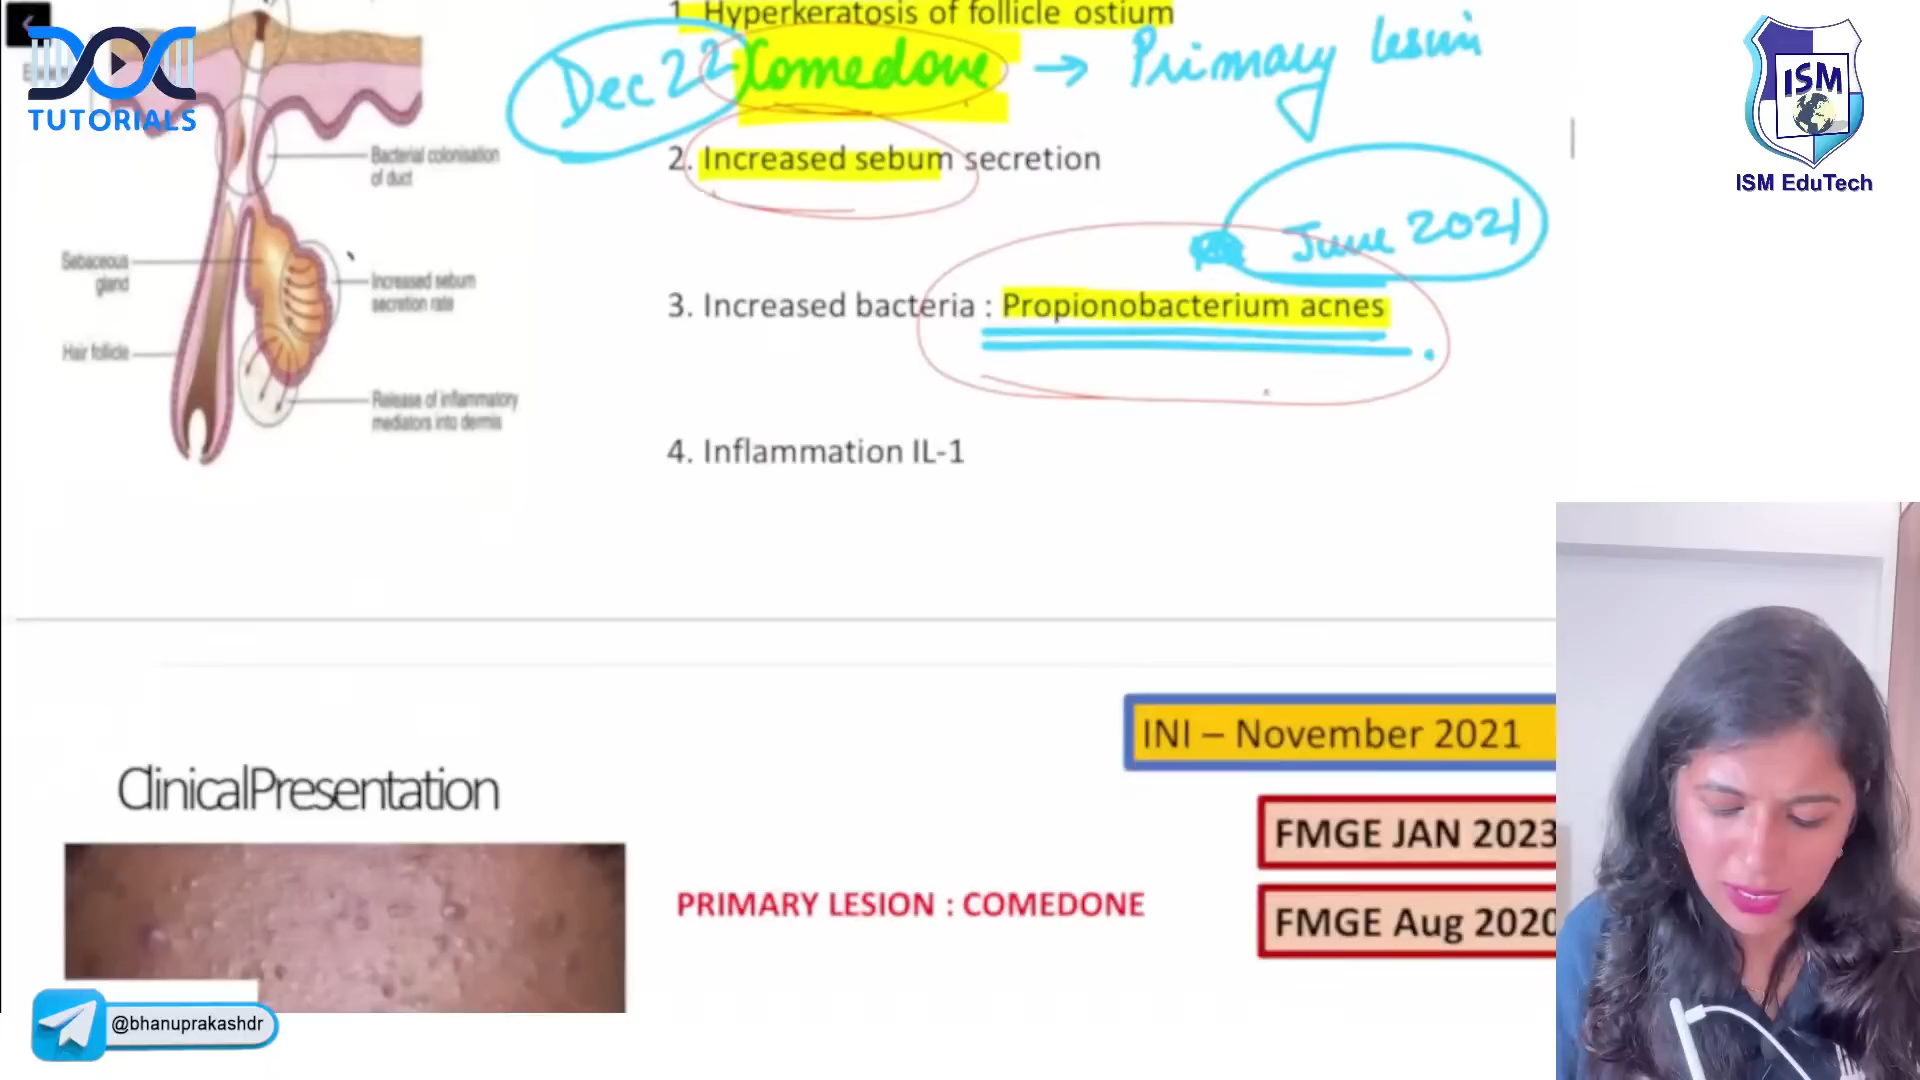 1. Hyperkeratosis of follicle ostium
Dec 22 Comedone → Primary lesion
DOC
TUTORIALS
ISM
ISM EduTech
Bacterial colonisation
of duct
2. Increased sebum secretion
June 2021
Sebaceous
gland
Increased sebum
secretion rate
3. Increased bacteria : Propionobacterium acnes
Hair follicle
Release of inflammatory
mediators into dermis
4. Inflammation IL-1
INI – November 2021
Clinical Presentation
FMGE JAN 2023
PRIMARY LESION : COMEDONE
FMGE Aug 2020
@bhanuprakashdr